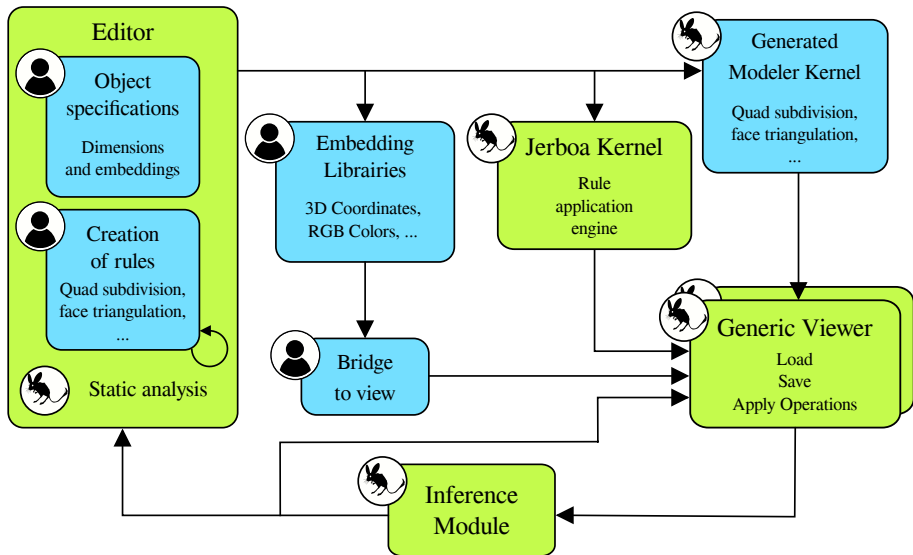 Editor
Object
specifications
Dimensions
and embeddings
Creation
of rules
Quad subdivision,
face triangulation,
...
Static analysis
Embedding
Librairies
3D Coordinates,
RGB Colors, ...
Bridge
to view
Jerboa Kernel
Rule
application
engine
Generated
Modeler Kernel
Quad subdivision,
face triangulation,
...
Generic Viewer
Load
Save
Apply Operations
Inference
Module